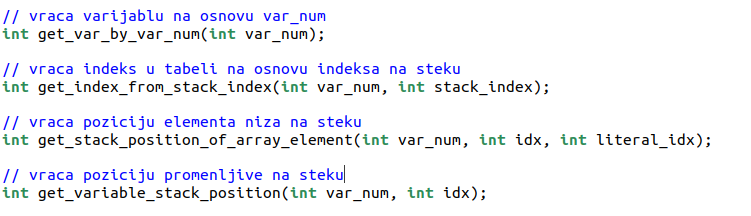 // vraca varijablu na osnovu var_num
int get_var_by_var_num(int var_num);
// vraca indeks u tabeli na osnovu indeksa na steku
int get_index_from_stack_index(int var_num, int stack_index);
// vraca poziciju elementa niza na steku
int get_stack_position_of_array_element(int var_num, int idx, int literal_idx);
// vraca poziciju promenljive na steku
int get_variable_stack_position(int var_num, int idx);